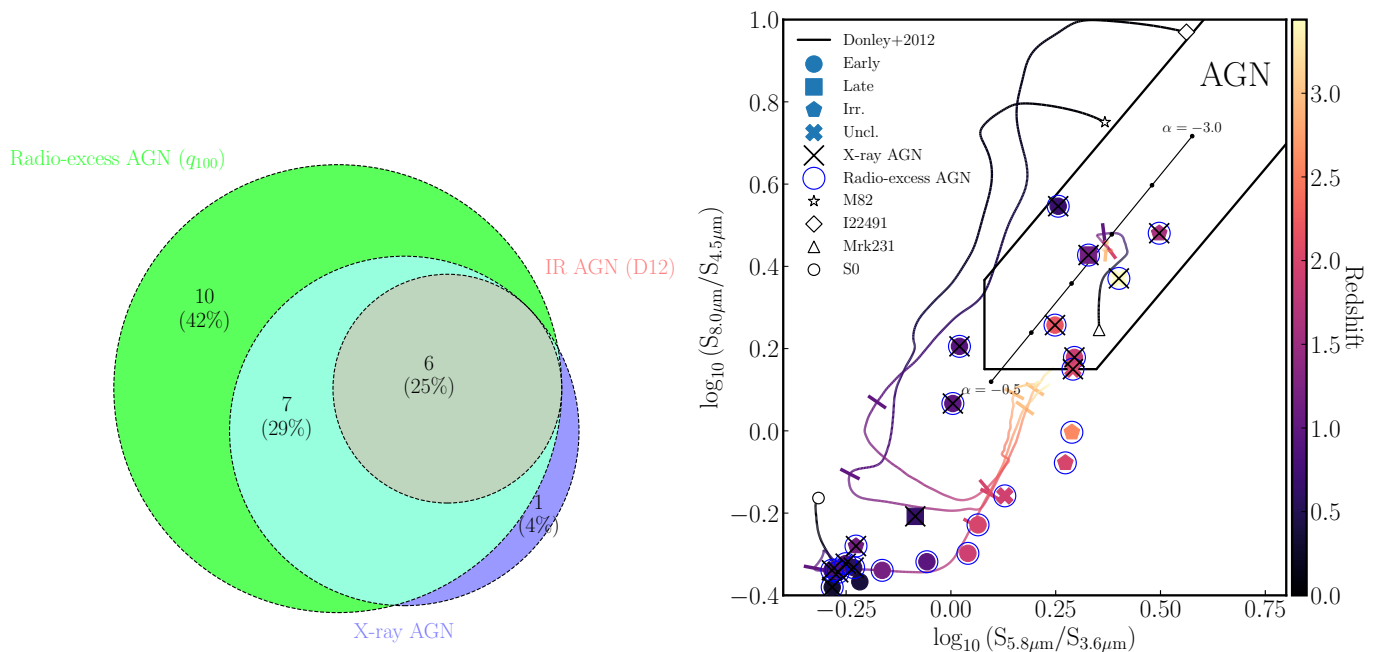 Radio-excess AGN (q₁₀₀)
IR AGN (D12)
10
(42%)
6
(25%)
7
(29%)
1
(4%)
X-ray AGN
log₁₀ (S₈.₀μm/S₄.₅μm)
1.0
0.8
0.6
0.4
0.2
0.0
−0.2
−0.4
Donley+2012
Early
Late
Irr.
Uncl.
X-ray AGN
Radio-excess AGN
M82
I22491
Mrk231
S0
AGN
α = −3.0
α = −0.5
−0.25
0.00
0.25
0.50
0.75
log₁₀ (S₅.₈μm/S₃.₆μm)
3.0
2.5
2.0
1.5
1.0
0.5
0.0
Redshift